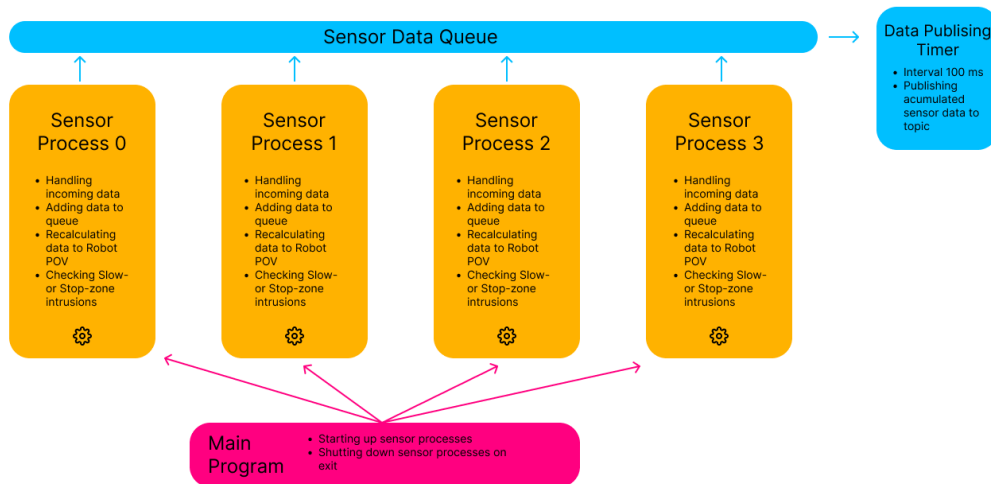 Sensor Data Queue
Data Publising
Timer
• Interval 100 ms
• Publishing
acumulated
sensor data to
topic
Sensor
Process 0
• Handling
incoming data
• Adding data to
queue
• Recalculating
data to Robot
POV
• Checking Slow-
or Stop-zone
intrusions
Sensor
Process 1
• Handling
incoming data
• Adding data to
queue
• Recalculating
data to Robot
POV
• Checking Slow-
or Stop-zone
intrusions
Sensor
Process 2
• Handling
incoming data
• Adding data to
queue
• Recalculating
data to Robot
POV
• Checking Slow-
or Stop-zone
intrusions
Sensor
Process 3
• Handling
incoming data
• Adding data to
queue
• Recalculating
data to Robot
POV
• Checking Slow-
or Stop-zone
intrusions
Main
Program
• Starting up sensor processes
• Shutting down sensor processes on
exit